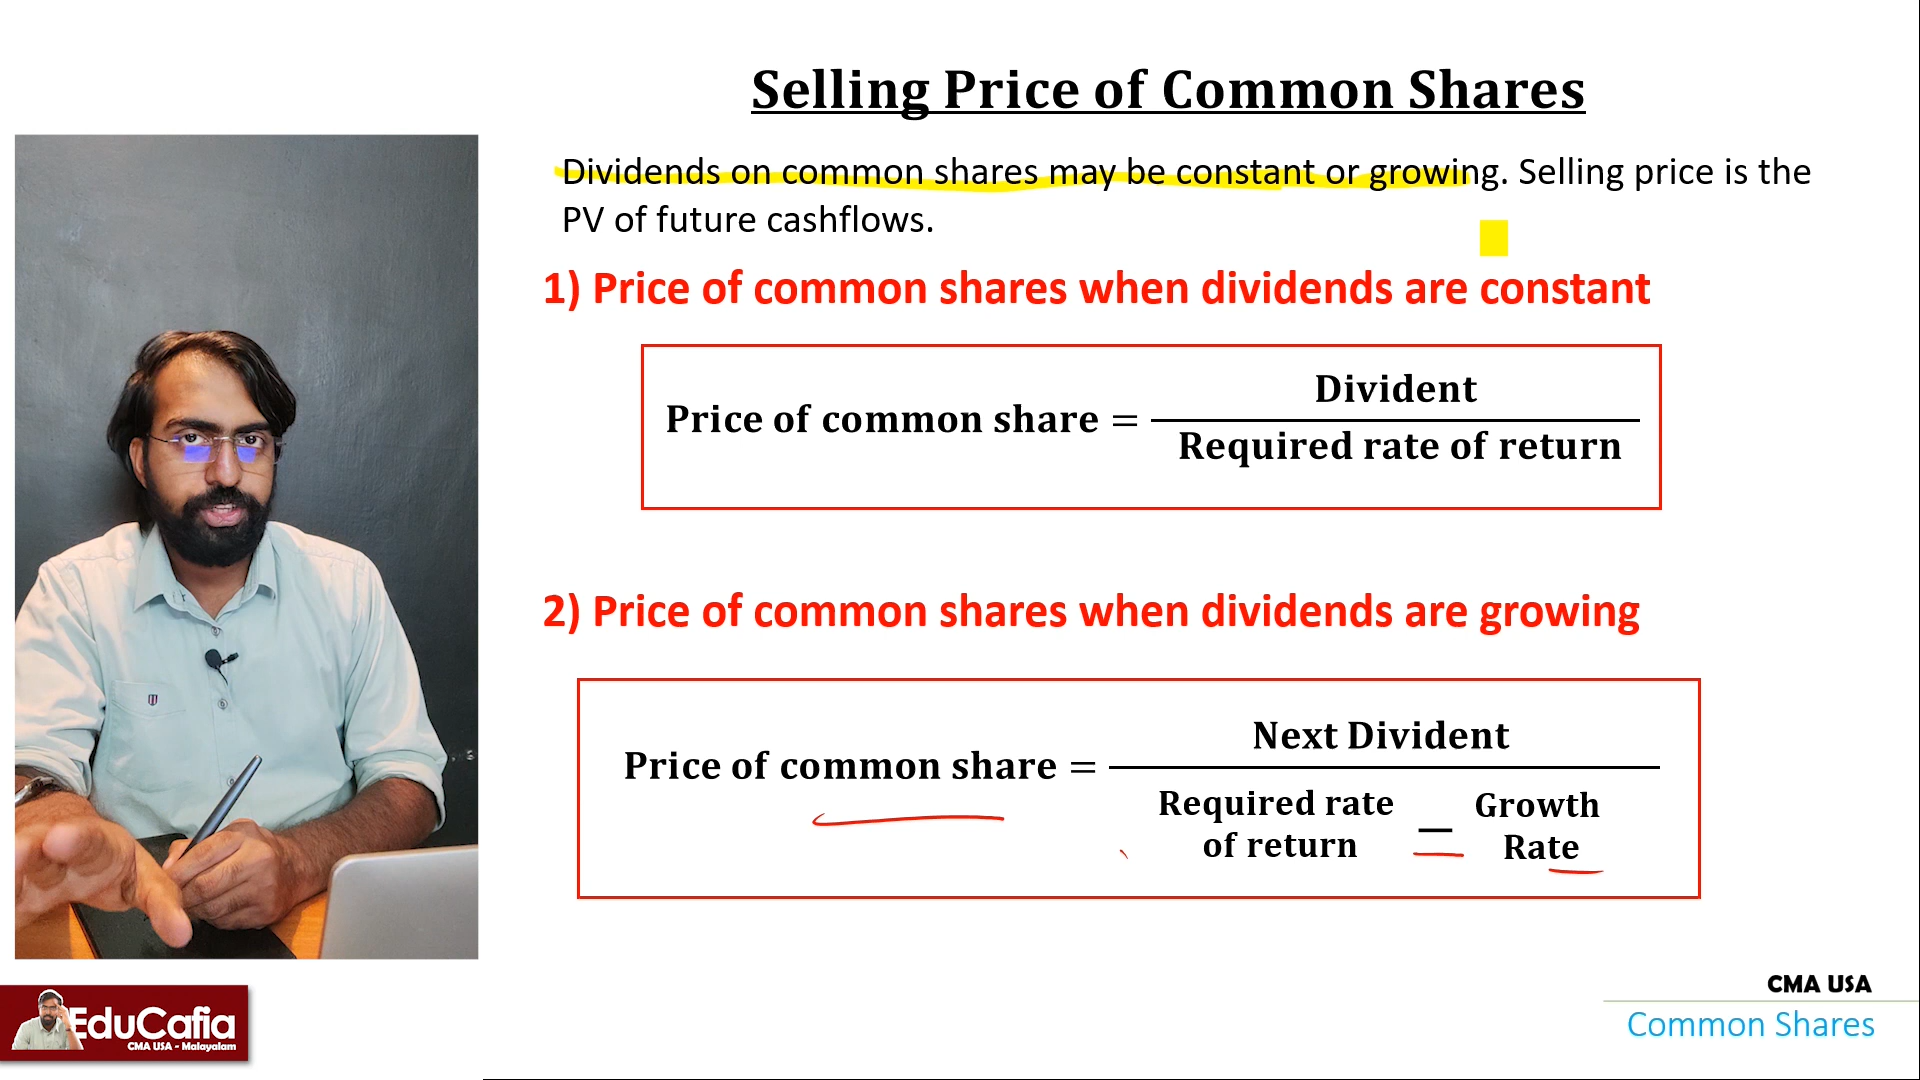 Selling Price of Common Shares
Dividends on common shares may be constant or growing. Selling price is the
PV of future cashflows.
1) Price of common shares when dividends are constant
Price of common share = Divident
Required rate of return
2) Price of common shares when dividends are growing
Price of common share = Next Divident
Required rate of return — Growth Rate
EduCafia
CMA USA - Malayalam
CMA USA
Common Shares